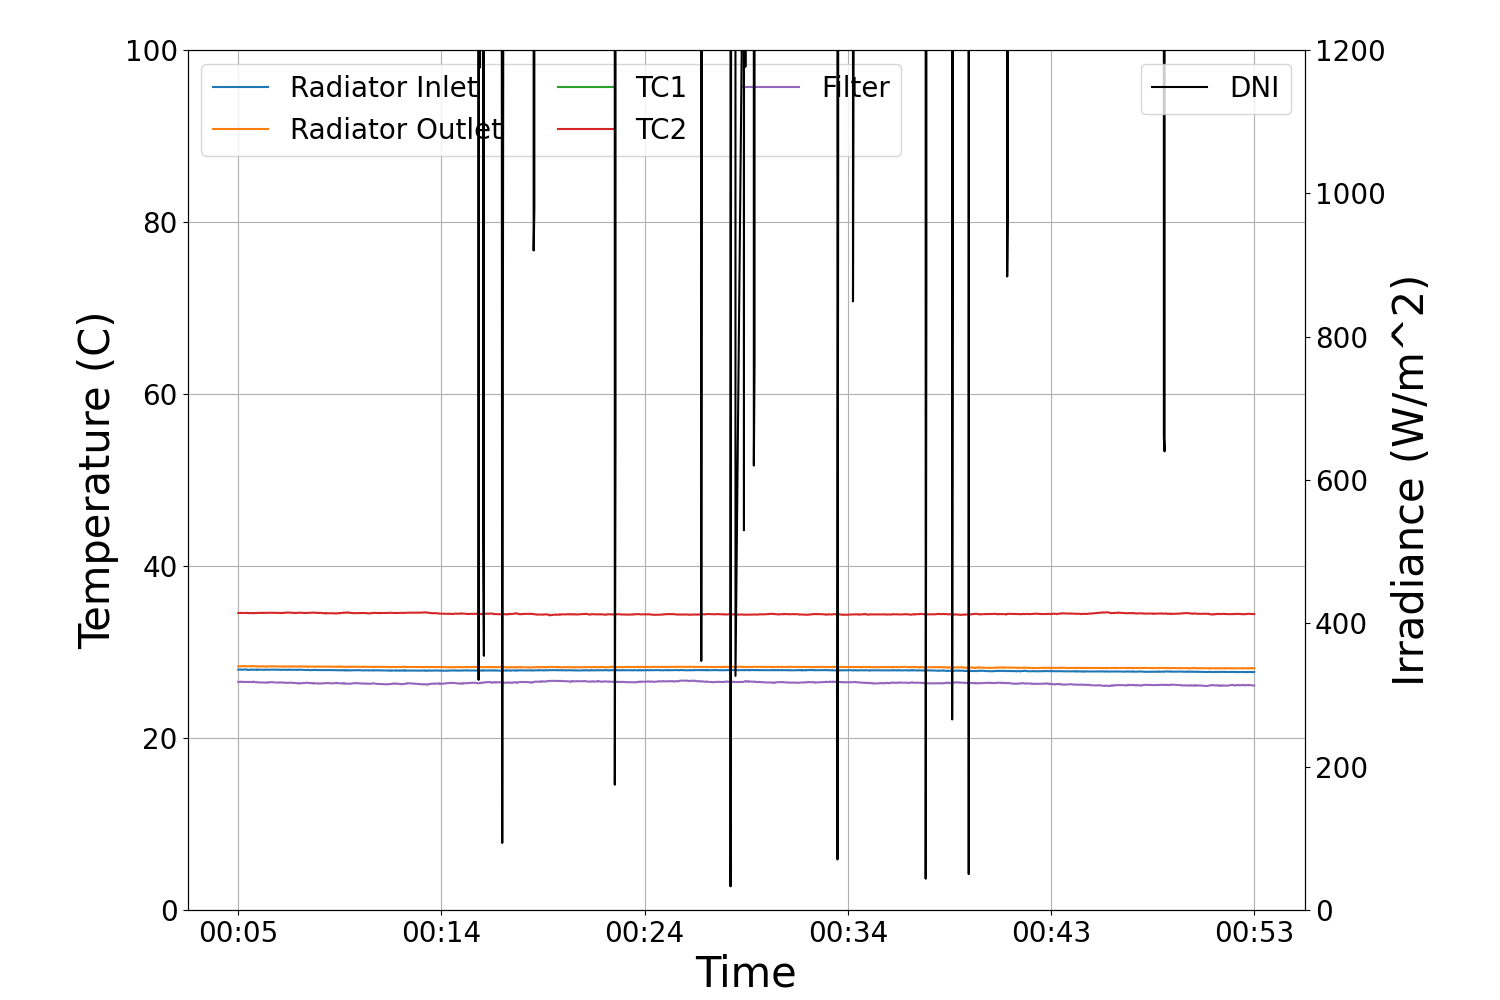 100
80
60
40
20
0
Temperature (C)
Radiator Inlet
Radiator Outlet
TC1
TC2
Filter
DNI
1200
1000
800
600
400
200
0
Irradiance (W/m^2)
00:05 00:14 00:24 00:34 00:43 00:53
Time